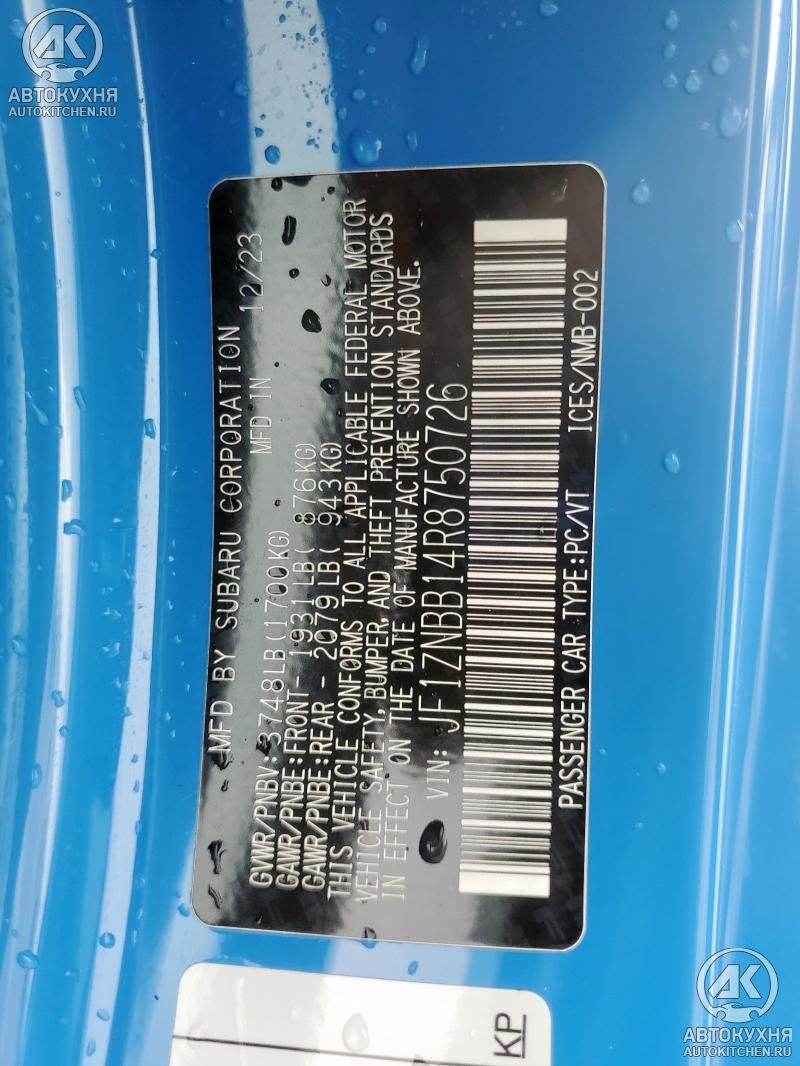 АК
АВТОКУХНЯ
AUTOKITCHEN.RU
MFD BY SUBARU CORPORATION 12/23
MFD IN
GVWR/PNBV: 3748LB(1700KG)
GAWR/PNBE:FRONT- 1931LB( 876KG)
GAWR/PNBE:REAR - 2079LB( 943KG)
THIS VEHICLE CONFORMS TO ALL APPLICABLE FEDERAL MOTOR
VEHICLE SAFETY, BUMPER, AND THEFT PREVENTION STANDARDS
IN EFFECT ON THE DATE OF MANUFACTURE SHOWN ABOVE.
VIN: JF1ZNBB14R8750726
PASSENGER CAR TYPE:PC/VT ICES/NMB-002
KP
АК
АВТОКУХНЯ
AUTOKITCHEN.RU